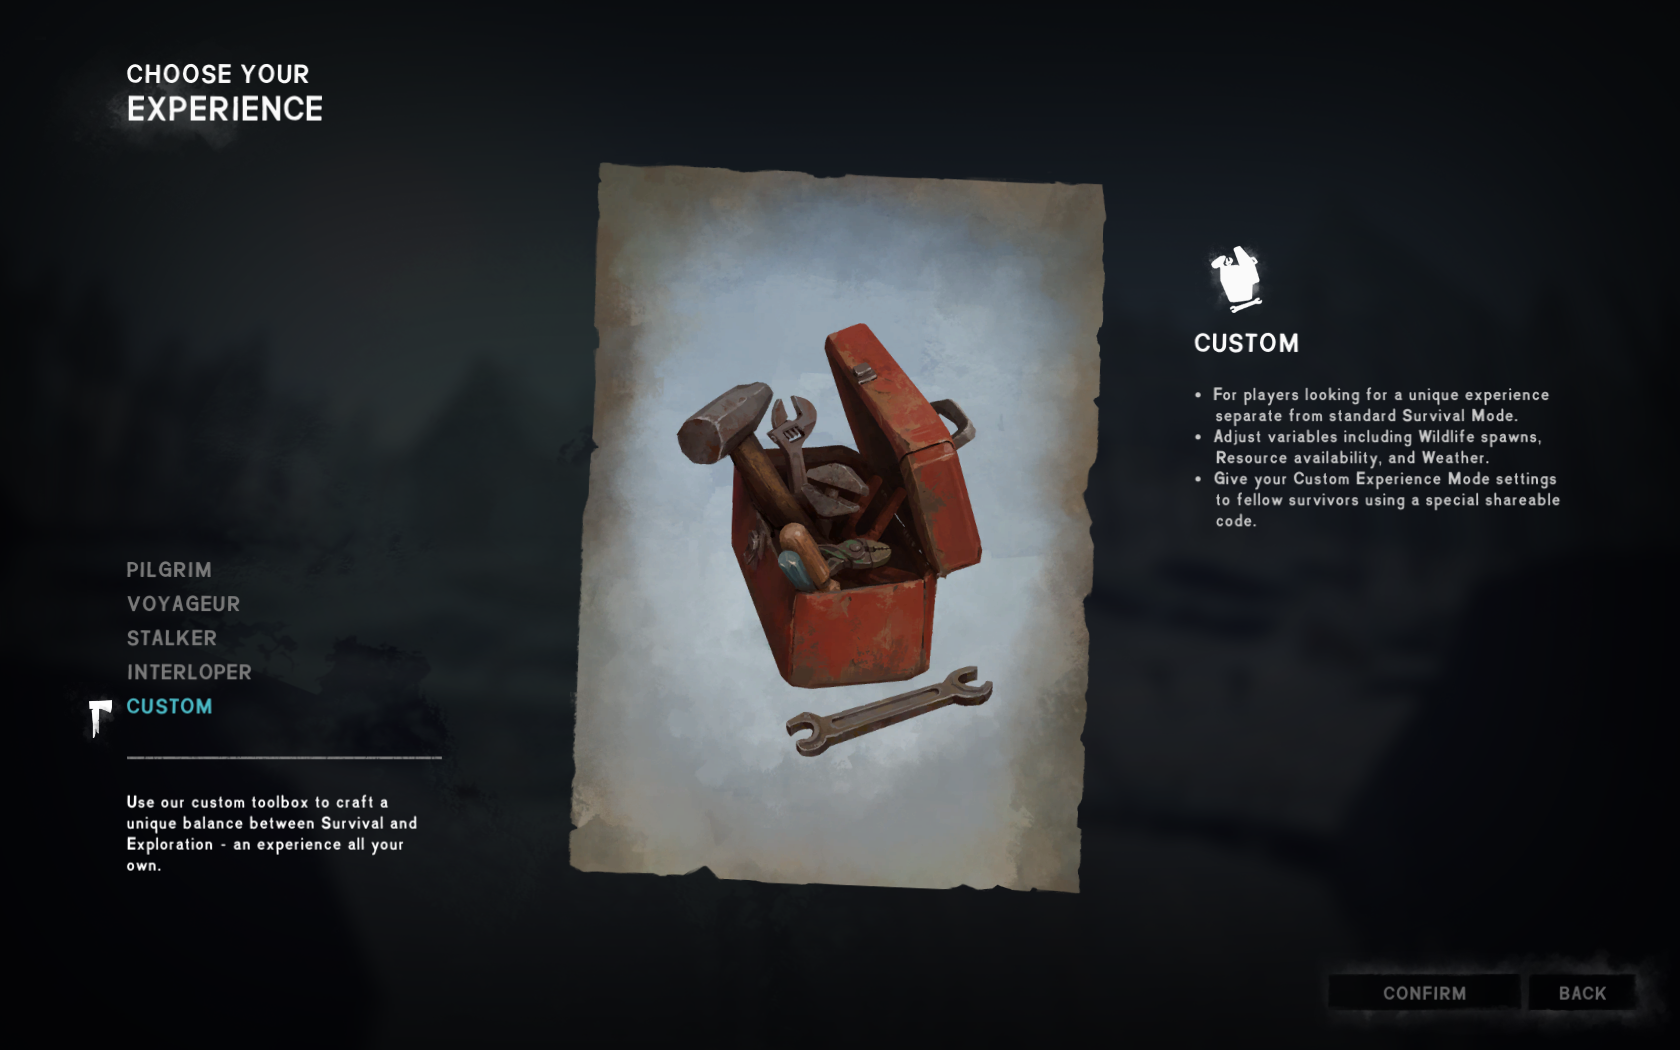 CHOOSE YOUR
EXPERIENCE
PILGRIM
VOYAGEUR
STALKER
INTERLOPER
CUSTOM
Use our custom toolbox to craft a
unique balance between Survival and
Exploration - an experience all your
own.
CUSTOM
• For players looking for a unique experience
separate from standard Survival Mode.
• Adjust variables including Wildlife spawns,
Resource availability, and Weather.
• Give your Custom Experience Mode settings
to fellow survivors using a special shareable
code.
CONFIRM
BACK